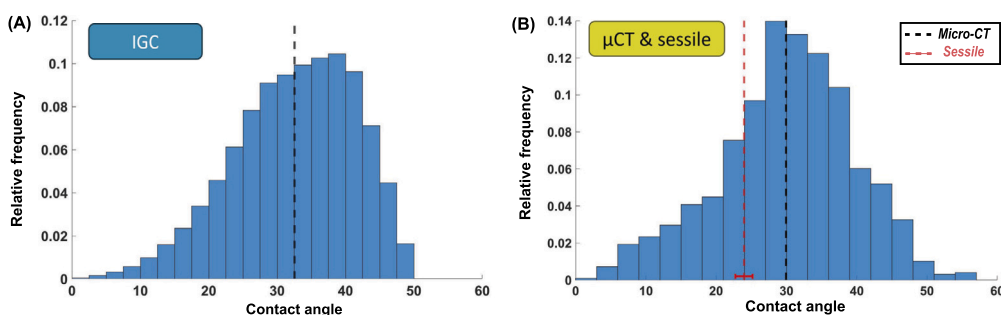 (A)
IGC
Relative frequency
0.12
0.1
0.08
0.06
0.04
0.02
0
0
10
20
30
40
50
60
Contact angle
(B)
µCT & sessile
Micro-CT
Sessile
Relative frequency
0.14
0.12
0.1
0.08
0.06
0.04
0.02
0
0
10
20
30
40
50
60
Contact angle